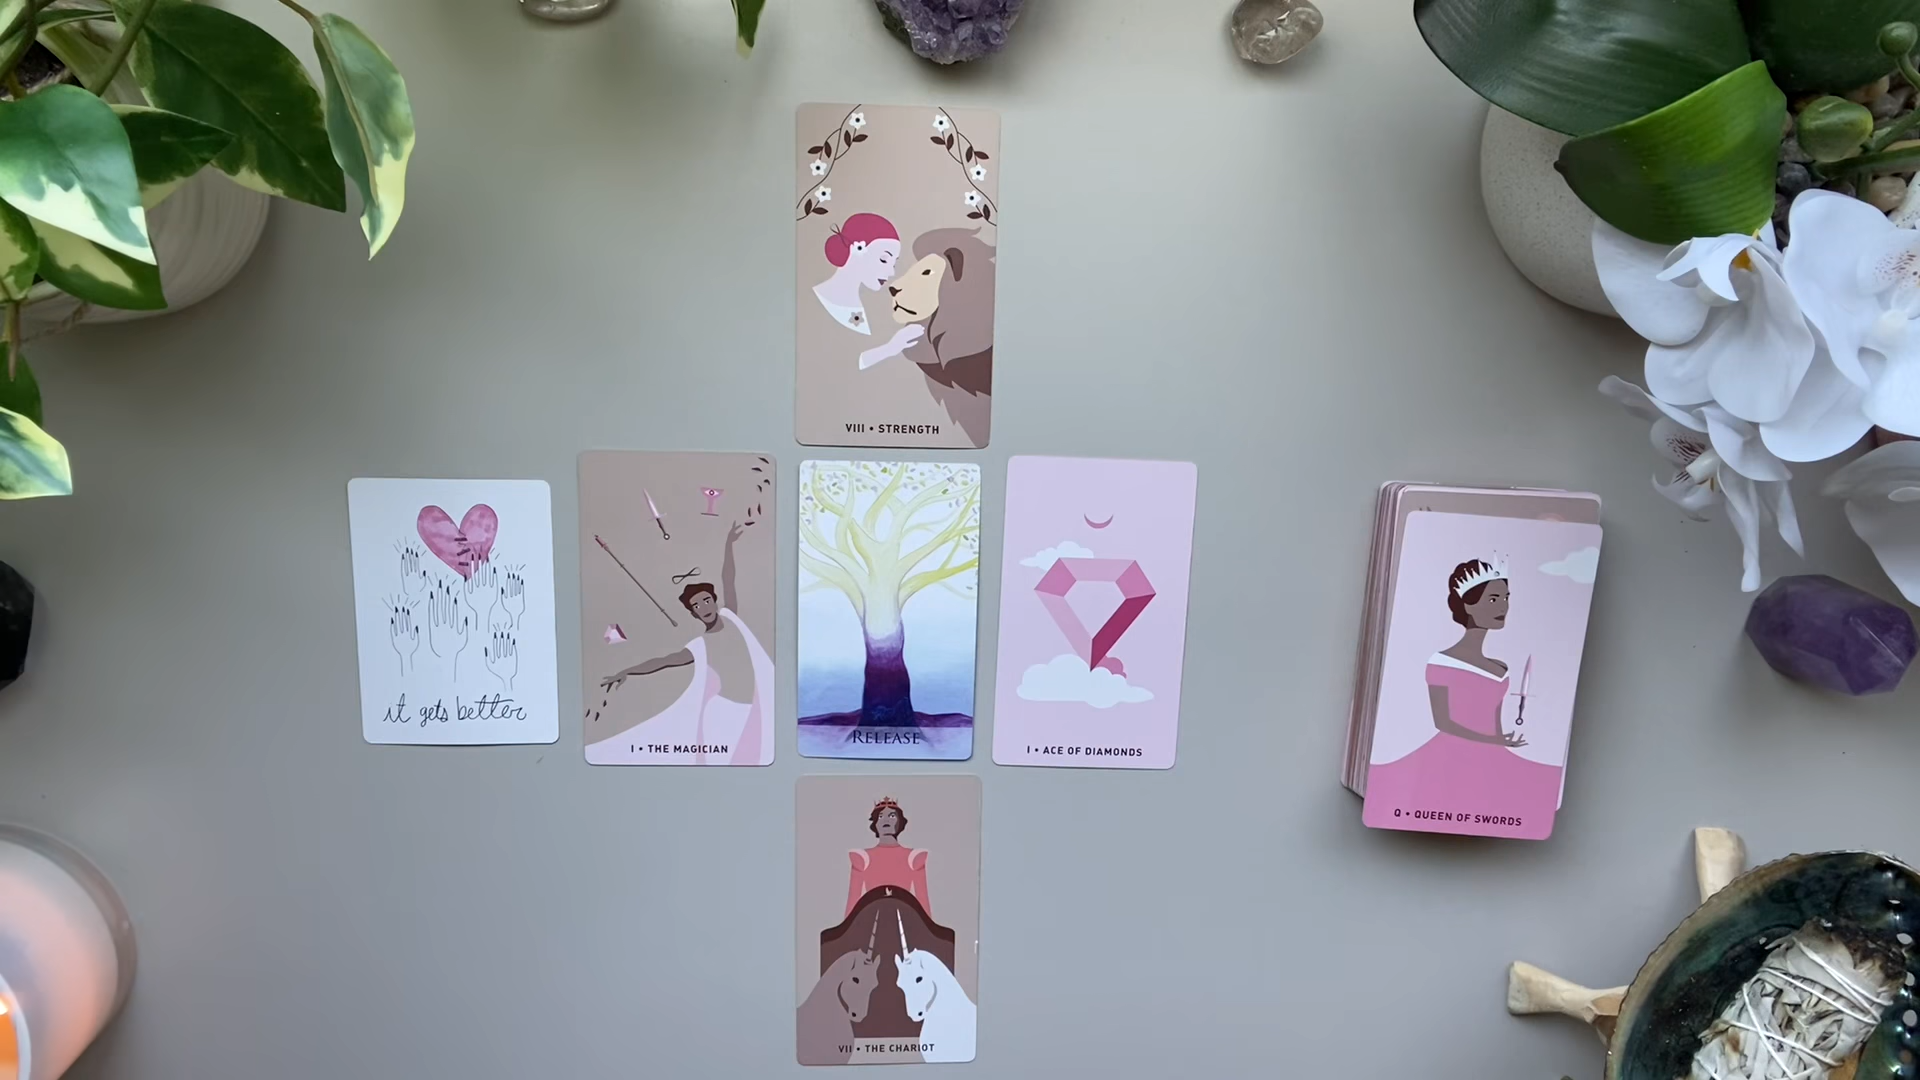 VIII • STRENGTH
it gets better
I • THE MAGICIAN
RELEASE
I • ACE OF DIAMONDS
Q • QUEEN OF SWORDS
VII • THE CHARIOT